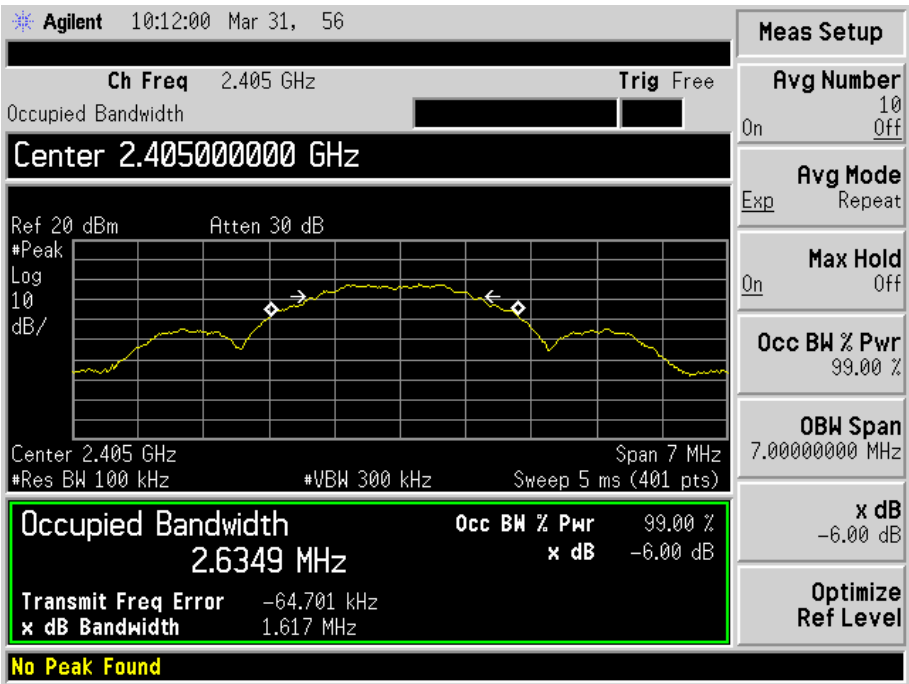 Agilent 10:12:00 Mar 31, 56
Ch Freq 2.405 GHz Trig Free
Occupied Bandwidth
Center 2.405000000 GHz
Ref 20 dBm Atten 30 dB
#Peak
Log
10
dB/
Center 2.405 GHz Span 7 MHz
#Res BW 100 kHz #VBW 300 kHz Sweep 5 ms (401 pts)
Occupied Bandwidth Occ BW % Pwr 99.00 %
2.6349 MHz x dB -6.00 dB
Transmit Freq Error -64.701 kHz
x dB Bandwidth 1.617 MHz
No Peak Found
Meas Setup
Avg Number
10
On Off
Avg Mode
Exp Repeat
Max Hold
On Off
Occ BW % Pwr
99.00 %
OBW Span
7.00000000 MHz
x dB
-6.00 dB
Optimize
Ref Level